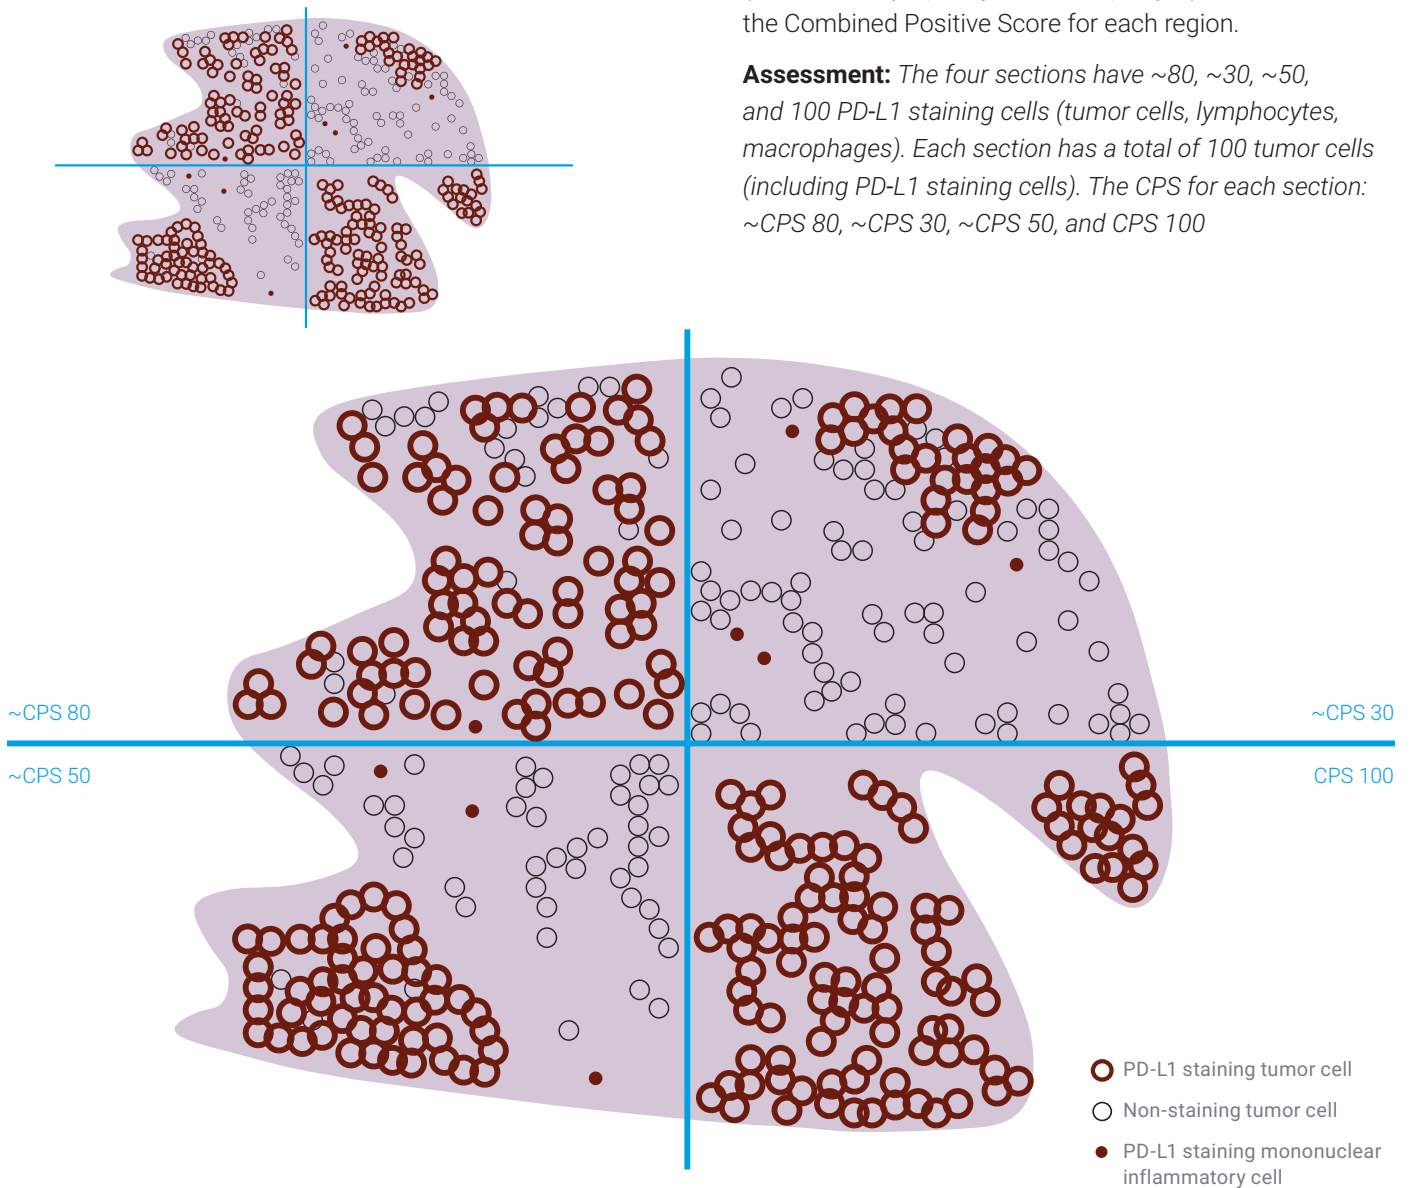 the Combined Positive Score for each region.
Assessment: The four sections have ~80, ~30, ~50,
and 100 PD-L1 staining cells (tumor cells, lymphocytes,
macrophages). Each section has a total of 100 tumor cells
(including PD-L1 staining cells). The CPS for each section:
~CPS 80, ~CPS 30, ~CPS 50, and CPS 100
~CPS 80
~CPS 30
~CPS 50
CPS 100
PD-L1 staining tumor cell
Non-staining tumor cell
PD-L1 staining mononuclear
inflammatory cell